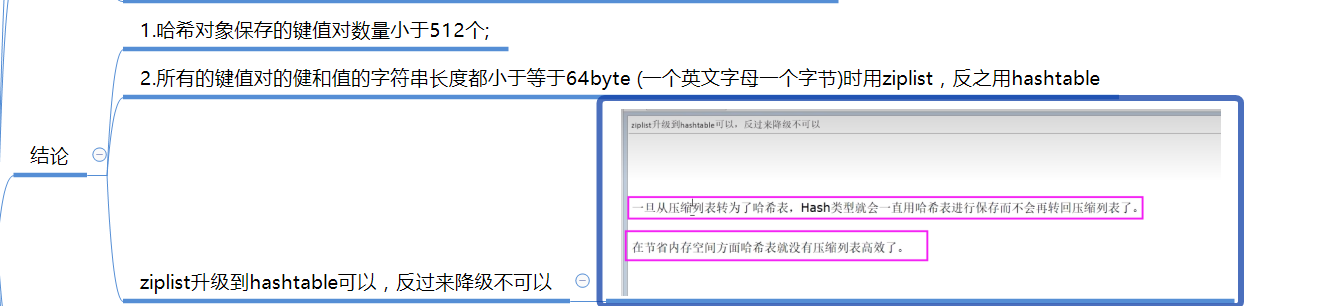 1.哈希对象保存的键值对数量小于512个;
2.所有的键值对的健和值的字符串长度都小于等于64byte (一个英文字母一个字节)时用ziplist，反之用hashtable
结论
ziplist升级到hashtable可以，反过来降级不可以
一旦从压缩列表转为了哈希表，Hash类型就会一直用哈希表进行保存而不会再转回压缩列表了。
在节省内存空间方面哈希表就没有压缩列表高效了。
ziplist升级到hashtable可以，反过来降级不可以